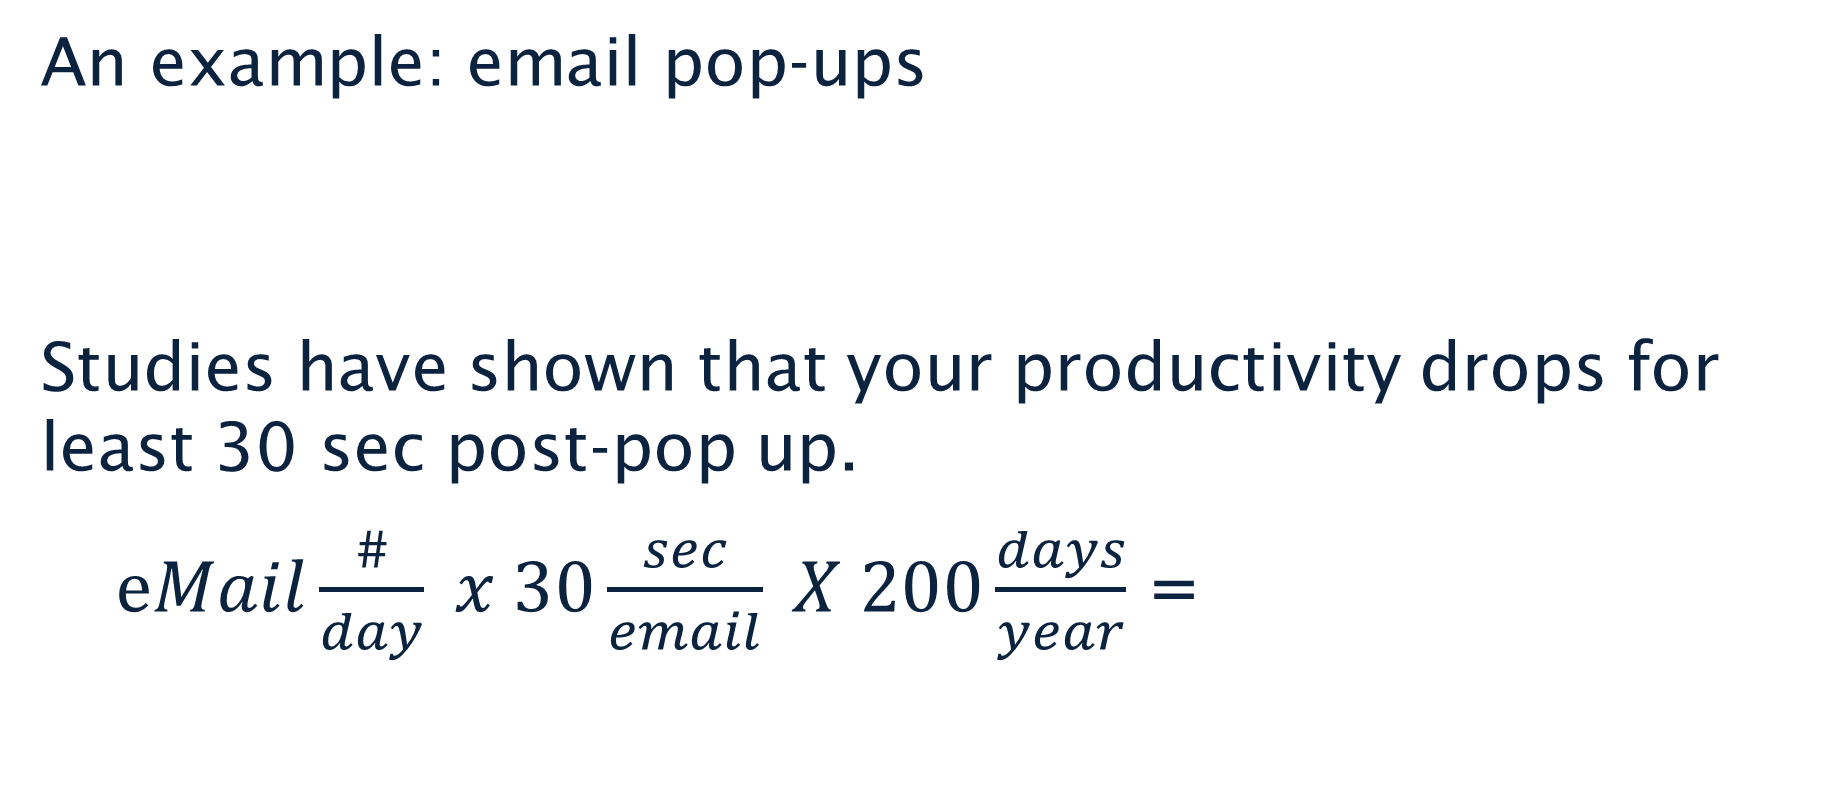 An example: email pop-ups
Studies have shown that your productivity drops for
least 30 sec post-pop up.
eMail #/day x 30 sec/email X 200 days/year =